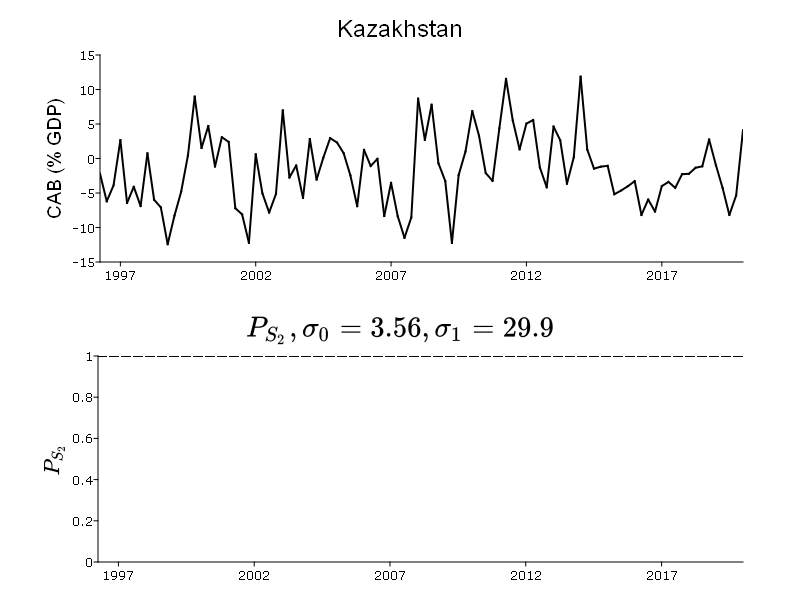 Kazakhstan
CAB (% GDP)
15
10
5
0
−5
−10
−15
1997 2002 2007 2012 2017
P_{S_2}, σ_0 = 3.56, σ_1 = 29.9
P_{S_2}
1
0.8
0.6
0.4
0.2
0
1997 2002 2007 2012 2017